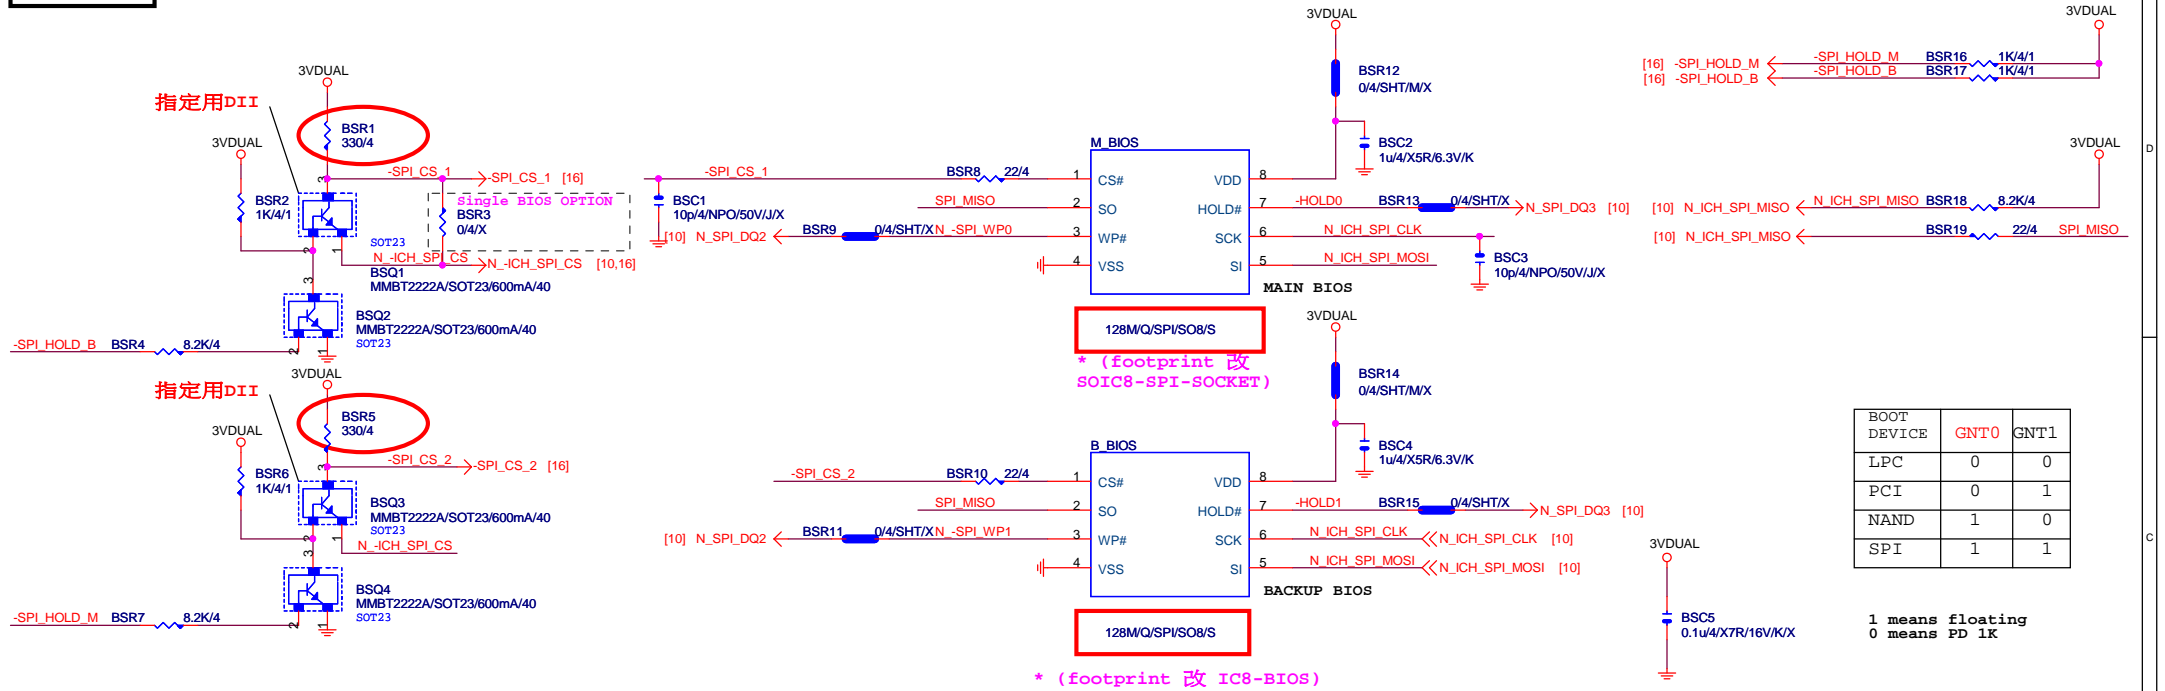 3VDUAL
指定用DII
BSR1
330/4
3VDUAL
BSR2
1K/4/1
3
-SPI_CS_1
-SPI_CS_1 [16]
Single BIOS OPTION
BSR3
0/4/X
SOT23
2
1
N_-ICH_SPI_CS
N_-ICH_SPI_CS [10,16]
BSQ1
MMBT2222A/SOT23/600mA/40
3
BSQ2
MMBT2222A/SOT23/600mA/40
SOT23
-SPI_HOLD_B
BSR4
8.2K/4
2
1
3VDUAL
指定用DII
BSR5
330/4
3VDUAL
BSR6
1K/4/1
3
-SPI_CS_2
-SPI_CS_2 [16]
BSQ3
MMBT2222A/SOT23/600mA/40
SOT23
2
1
N_-ICH_SPI_CS
3
BSQ4
MMBT2222A/SOT23/600mA/40
SOT23
-SPI_HOLD_M
BSR7
8.2K/4
2
1
3VDUAL
BSR12
0/4/SHT/M/X
BSC2
1u/4/X5R/6.3V/K
M_BIOS
-SPI_CS_1
BSR8
22/4
1
CS#
VDD
8
BSC1
10p/4/NPO/50V/J/X
SPI_MISO
2
SO
HOLD#
7
-HOLD0
BSR13
0/4/SHT/X
N_SPI_DQ3 [10]
[10] N_SPI_DQ2
BSR9
0/4/SHT/X
N_-SPI_WP0
3
WP#
SCK
6
N_ICH_SPI_CLK
4
VSS
SI
5
N_ICH_SPI_MOSI
BSC3
10p/4/NPO/50V/J/X
MAIN BIOS
128M/Q/SPI/SO8/S
* (footprint 改
SOIC8-SPI-SOCKET)
3VDUAL
BSR14
0/4/SHT/M/X
BSC4
1u/4/X5R/6.3V/K
B_BIOS
-SPI_CS_2
BSR10
22/4
1
CS#
VDD
8
SPI_MISO
2
SO
HOLD#
7
-HOLD1
BSR15
0/4/SHT/X
N_SPI_DQ3 [10]
[10] N_SPI_DQ2
BSR11
0/4/SHT/X
N_-SPI_WP1
3
WP#
SCK
6
N_ICH_SPI_CLK
N_ICH_SPI_CLK [10]
4
VSS
SI
5
N_ICH_SPI_MOSI
N_ICH_SPI_MOSI [10]
BACKUP BIOS
128M/Q/SPI/SO8/S
* (footprint 改 IC8-BIOS)
3VDUAL
[16] -SPI_HOLD_M
-SPI_HOLD_M
BSR16
1K/4/1
[16] -SPI_HOLD_B
-SPI_HOLD_B
BSR17
1K/4/1
3VDUAL
[10] N_ICH_SPI_MISO
N_ICH_SPI_MISO
BSR18
8.2K/4
[10] N_ICH_SPI_MISO
BSR19
22/4
SPI_MISO
D
C
3VDUAL
BSC5
0.1u/4/X7R/16V/K/X
BOOT
DEVICE GNT0 GNT1
LPC 0 0
PCI 0 1
NAND 1 0
SPI 1 1
1 means floating
0 means PD 1K